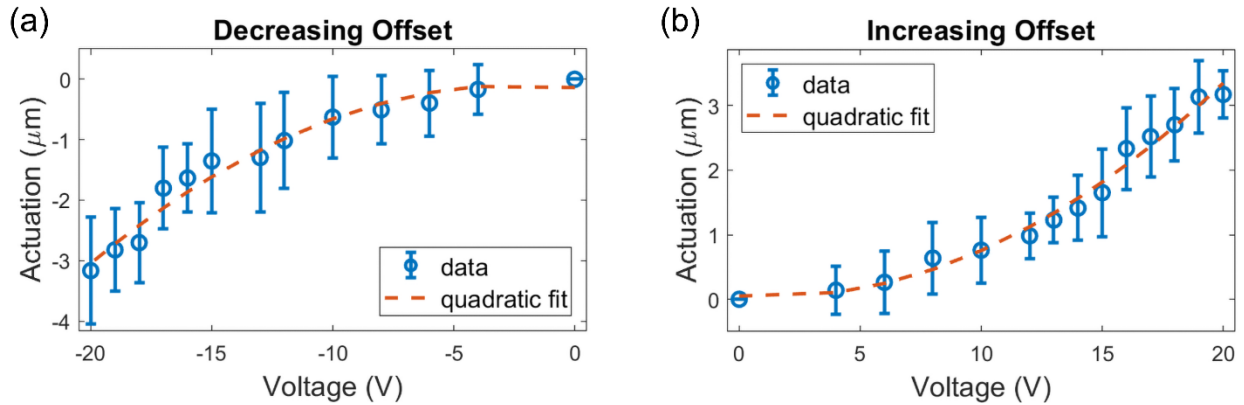 (a)
Decreasing Offset
Actuation (μm)
0
-1
-2
-3
-4
data
quadratic fit
-20
-15
-10
-5
0
Voltage (V)
(b)
Increasing Offset
Actuation (μm)
3
2
1
0
data
quadratic fit
0
5
10
15
20
Voltage (V)